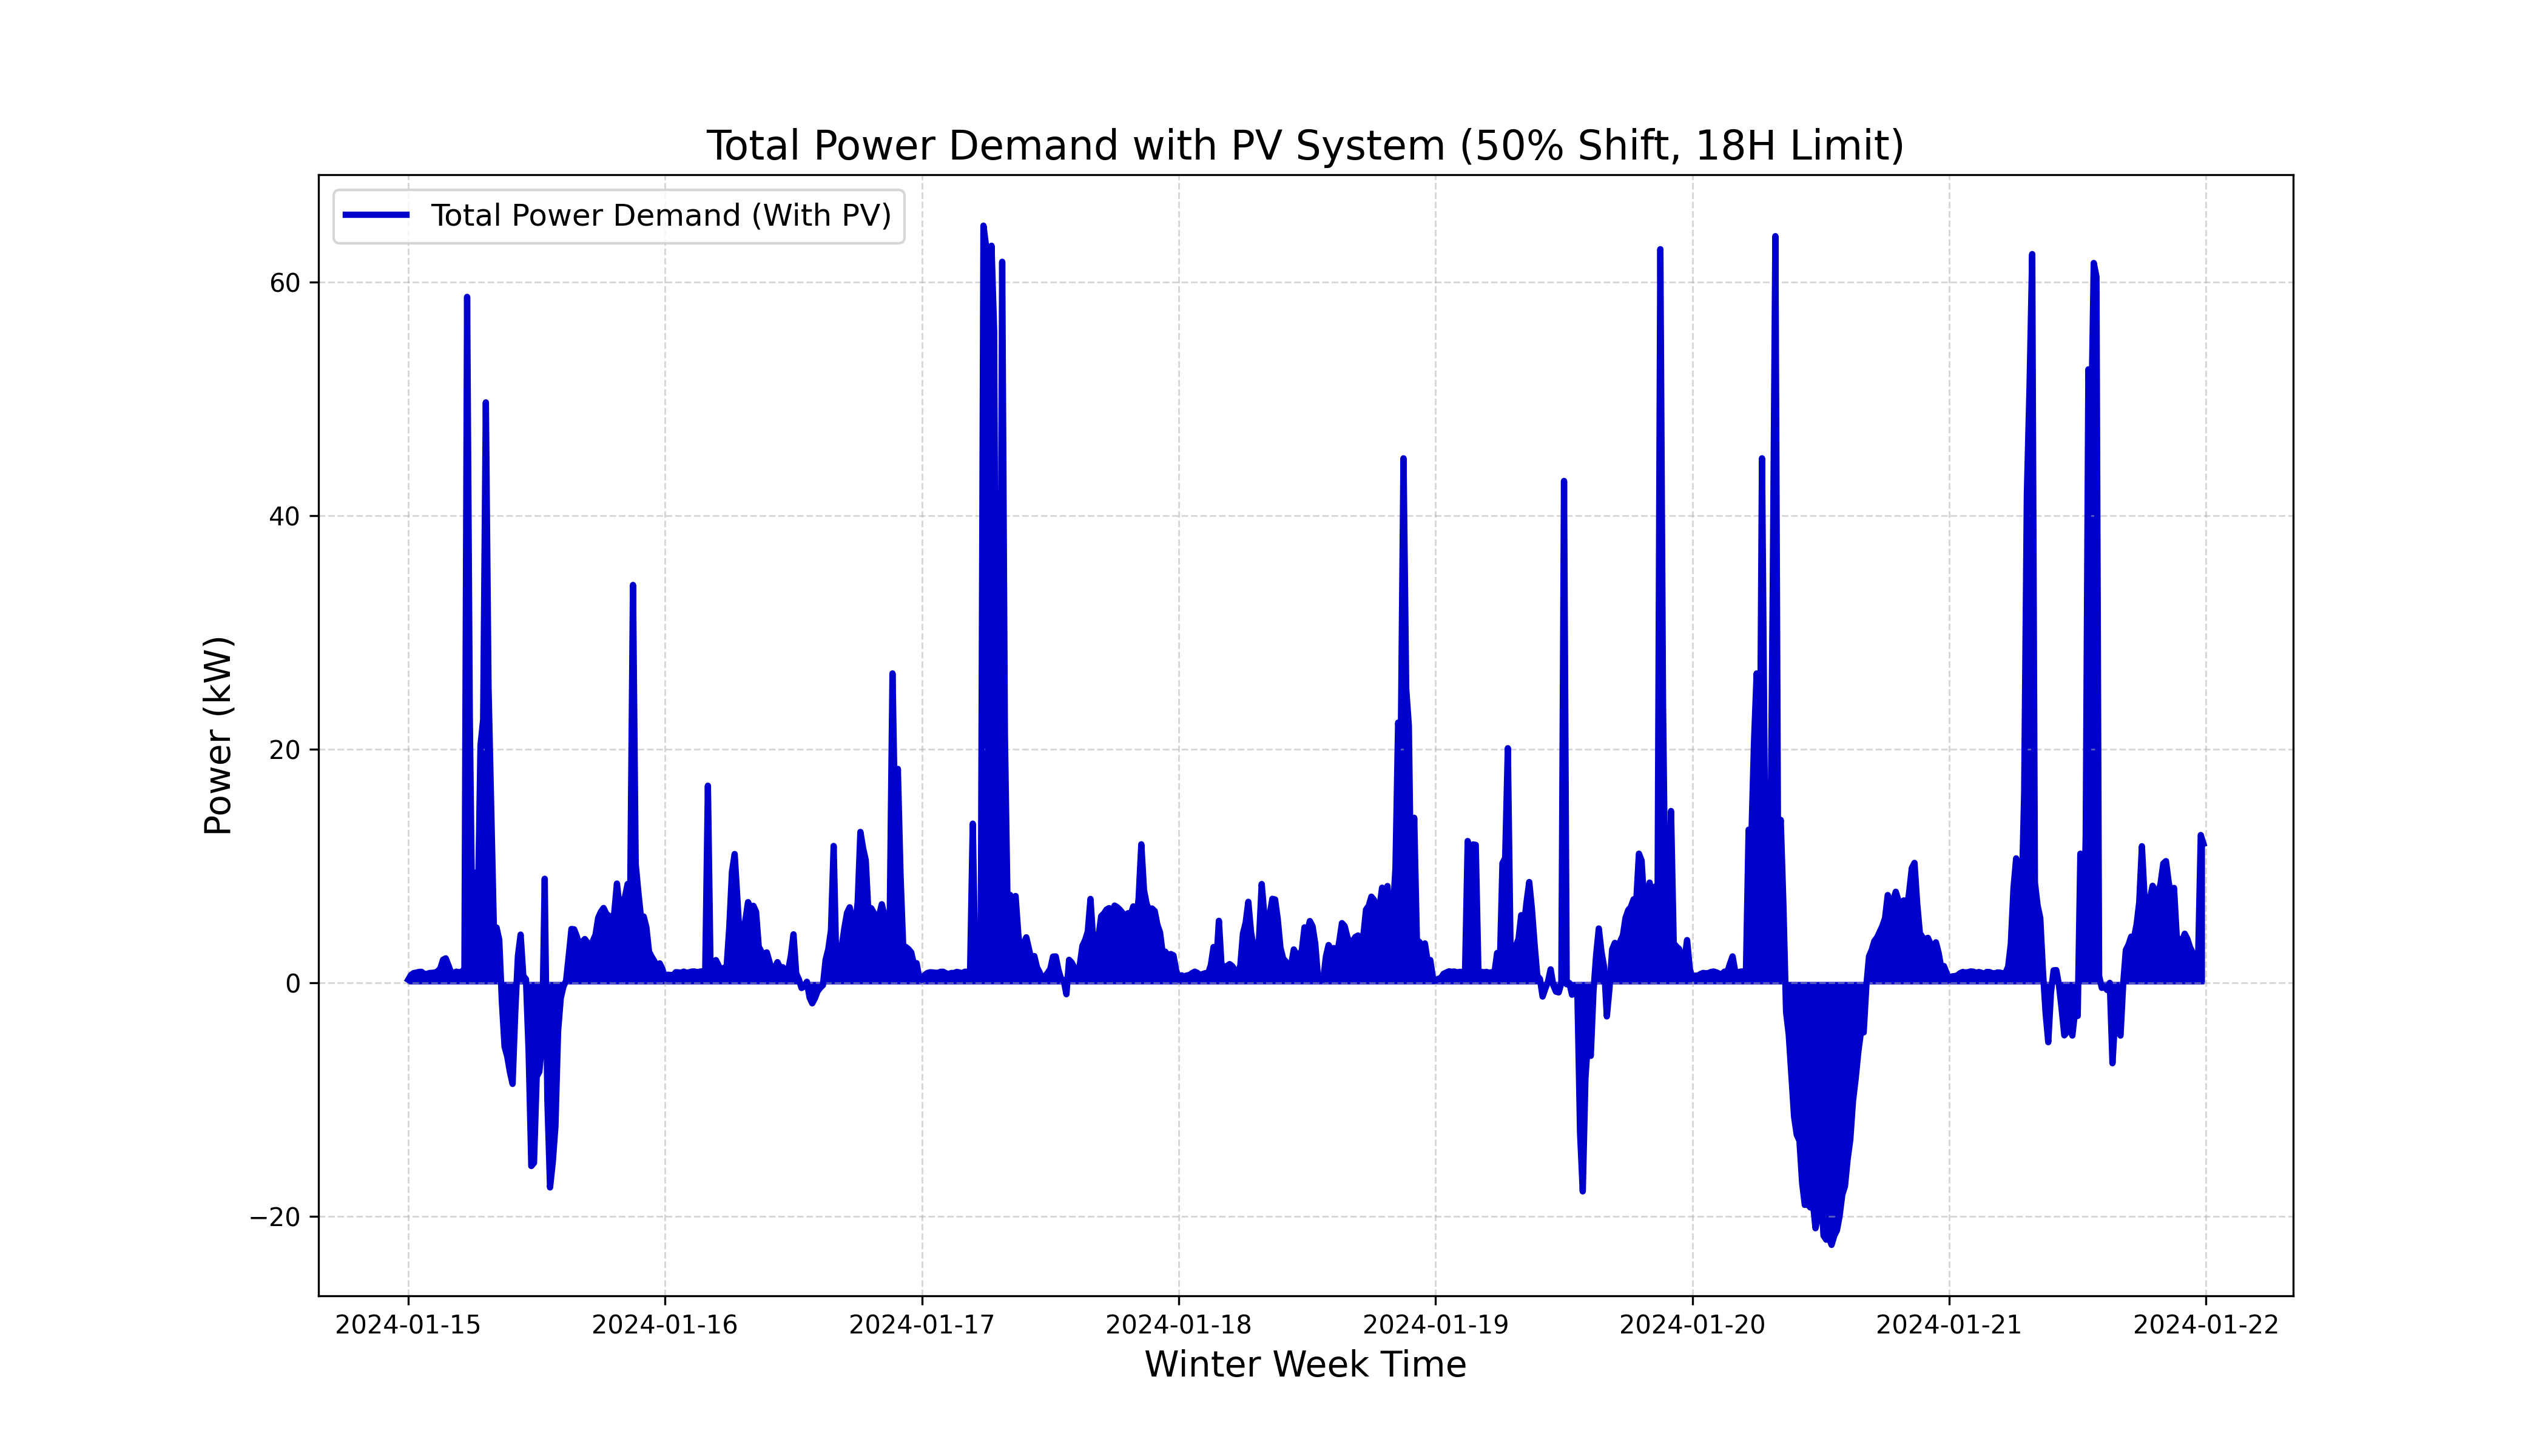 Total Power Demand with PV System (50% Shift, 18H Limit)
Total Power Demand (With PV)
Power (kW)
60
40
20
0
−20
2024-01-15 2024-01-16 2024-01-17 2024-01-18 2024-01-19 2024-01-20 2024-01-21 2024-01-22
Winter Week Time